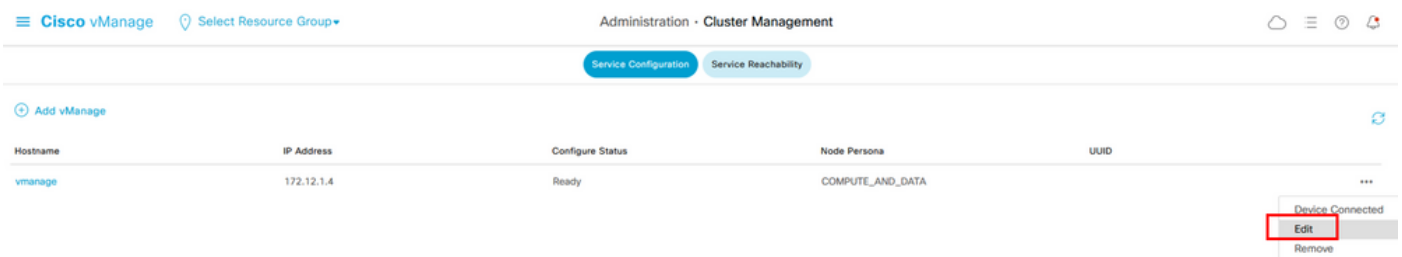 Cisco vManage Select Resource Group▾ Administration · Cluster Management
Service Configuration Service Reachability
Add vManage
Hostname IP Address Configure Status Node Persona UUID
vmanage 172.12.1.4 Ready COMPUTE_AND_DATA
Device Connected
Edit
Remove